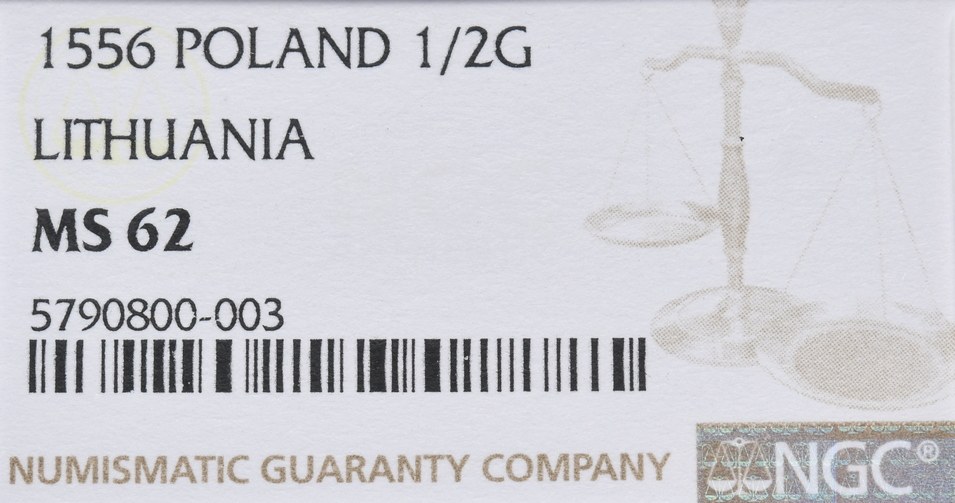 1556 POLAND 1/2G
LITHUANIA
MS 62
5790800-003
NUMISMATIC GUARANTY COMPANY
NGC®